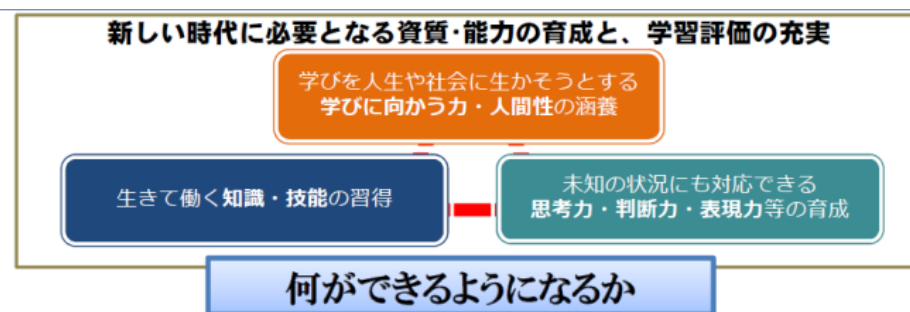 新しい時代に必要となる資質･能力の育成と、学習評価の充実
学びを人生や社会に生かそうとする
学びに向かう力・人間性の涵養
生きて働く知識・技能の習得
未知の状況にも対応できる
思考力・判断力・表現力等の育成
何ができるようになるか